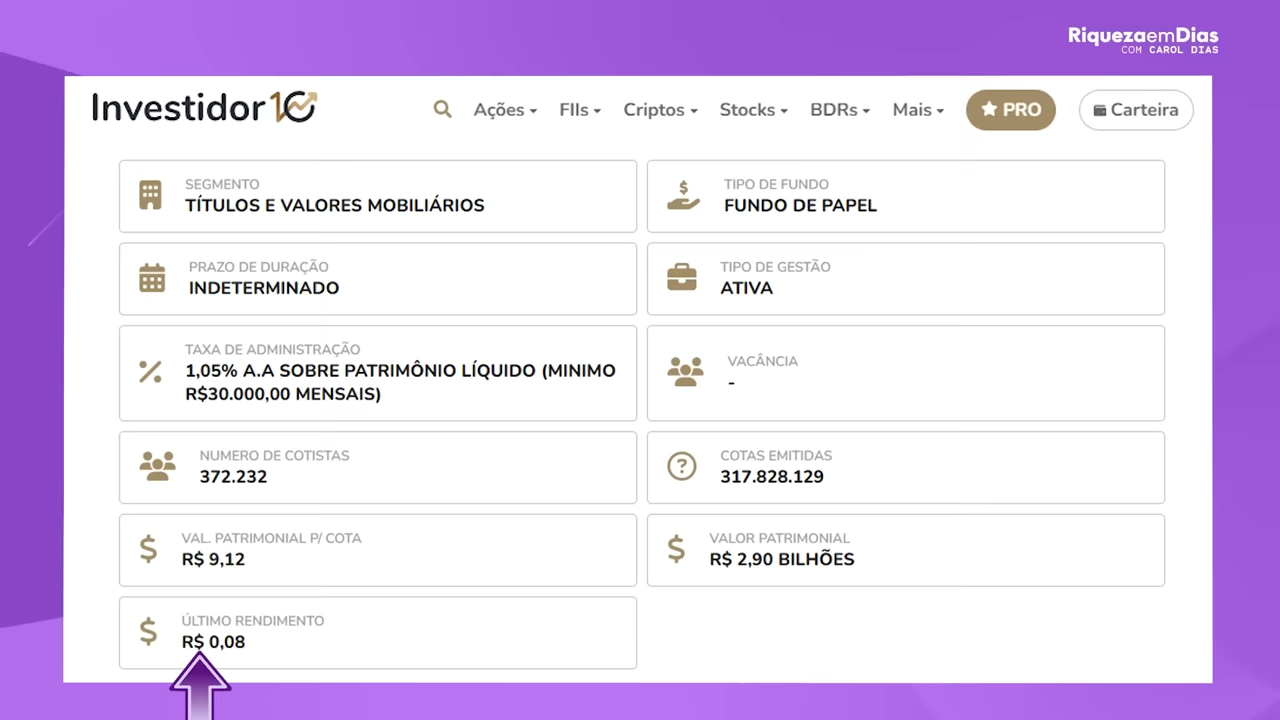 RiquezaemDias
COM CAROL DIAS
Investidor10
Ações
FIIs
Criptos
Stocks
BDRs
Mais
PRO
Carteira
SEGMENTO
TÍTULOS E VALORES MOBILIÁRIOS
TIPO DE FUNDO
FUNDO DE PAPEL
PRAZO DE DURAÇÃO
INDETERMINADO
TIPO DE GESTÃO
ATIVA
TAXA DE ADMINISTRAÇÃO
1,05% A.A SOBRE PATRIMÔNIO LÍQUIDO (MINIMO
R$30.000,00 MENSAIS)
VACÂNCIA
-
NUMERO DE COTISTAS
372.232
COTAS EMITIDAS
317.828.129
VAL. PATRIMONIAL P/ COTA
R$ 9,12
VALOR PATRIMONIAL
R$ 2,90 BILHÕES
ÚLTIMO RENDIMENTO
R$ 0,08